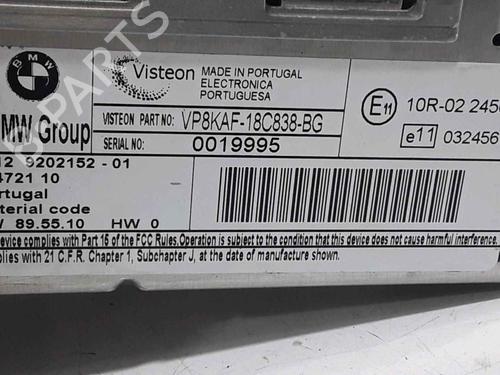 BMW
Visteon
MADE IN PORTUGAL
ELECTRONICA
PORTUGUESA
VISTEON PART NO: VP8KAF-18C838-BG
SERIAL NO: 0019995
E11 10R-02 245
e11 032456
MW Group
12 9202152-01
4721 10
ortugal
terial code
89.55.10 HW 0
device complies with Part 15 of the FCC Rules.Operation is subject to the condition that this device does not cause harmful interference.
plies with 21 C.F.R. Chapter 1, Subchapter J, at the date of manufacture shown.